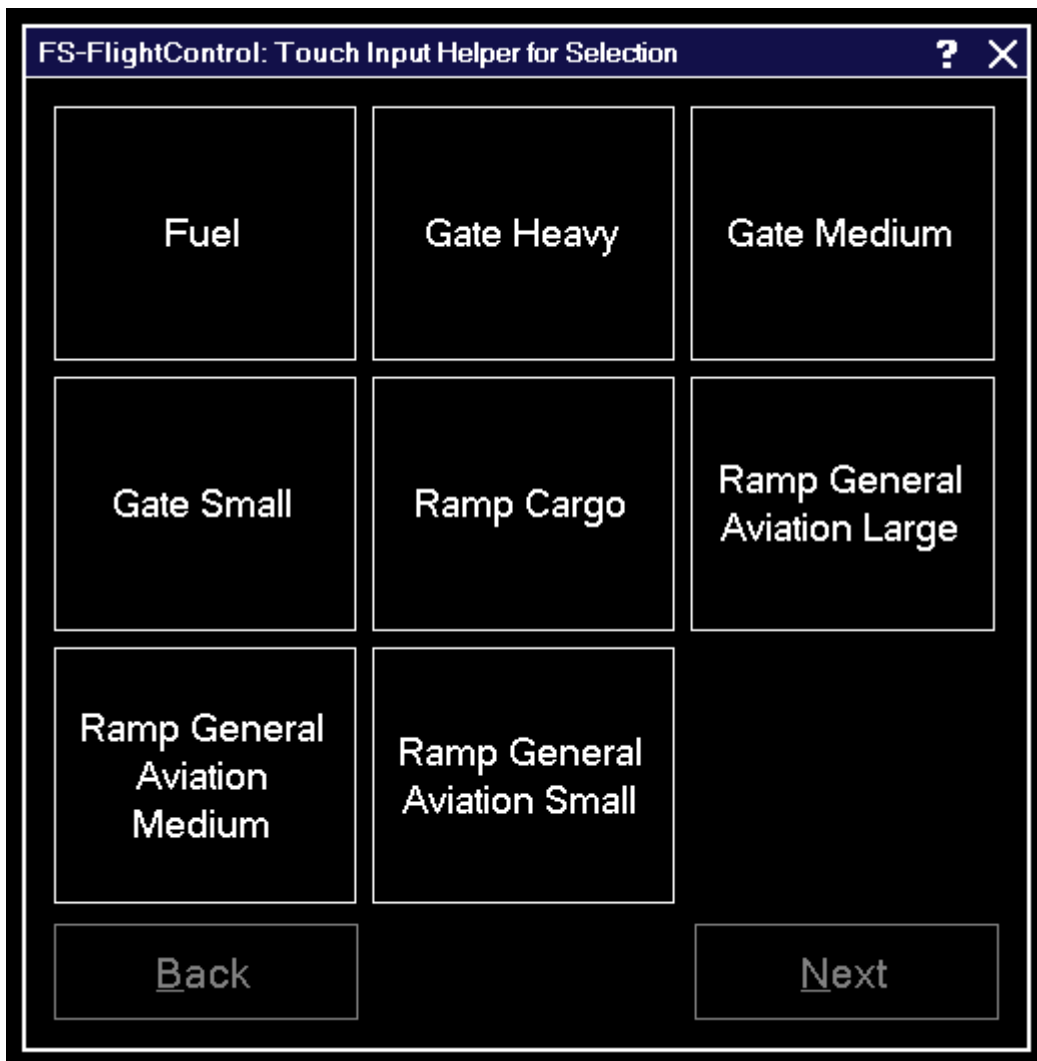 FS-FlightControl: Touch Input Helper for Selection ? X
Fuel
Gate Heavy
Gate Medium
Gate Small
Ramp Cargo
Ramp General
Aviation Large
Ramp General
Aviation
Medium
Ramp General
Aviation Small
Back
Next